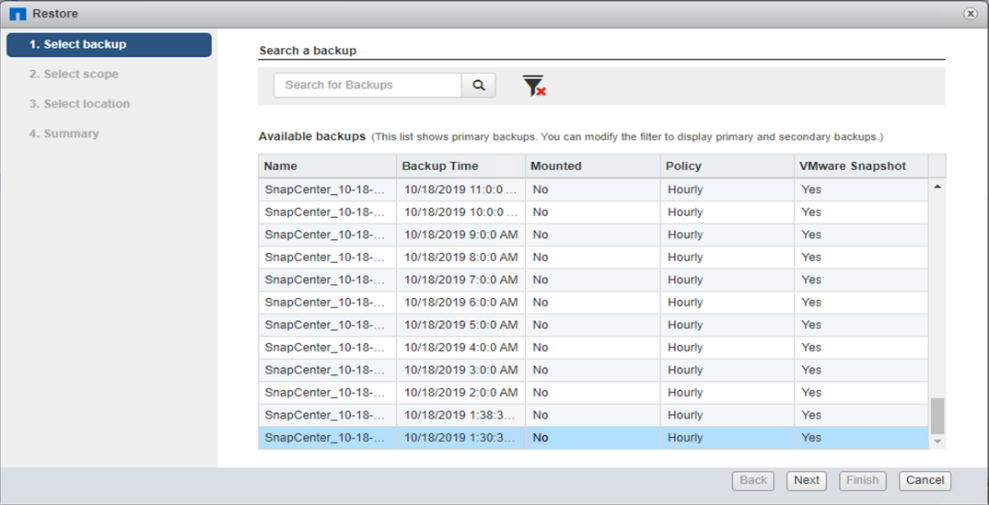 Restore
1. Select backup
2. Select scope
3. Select location
4. Summary
Search a backup
Search for Backups
Available backups (This list shows primary backups. You can modify the filter to display primary and secondary backups.)
Name Backup Time Mounted Policy VMware Snapshot
SnapCenter_10-18-... 10/18/2019 11:0:0 ... No Hourly Yes
SnapCenter_10-18-... 10/18/2019 10:0:0 ... No Hourly Yes
SnapCenter_10-18-... 10/18/2019 9:0:0 AM No Hourly Yes
SnapCenter_10-18-... 10/18/2019 8:0:0 AM No Hourly Yes
SnapCenter_10-18-... 10/18/2019 7:0:0 AM No Hourly Yes
SnapCenter_10-18-... 10/18/2019 6:0:0 AM No Hourly Yes
SnapCenter_10-18-... 10/18/2019 5:0:0 AM No Hourly Yes
SnapCenter_10-18-... 10/18/2019 4:0:0 AM No Hourly Yes
SnapCenter_10-18-... 10/18/2019 3:0:0 AM No Hourly Yes
SnapCenter_10-18-... 10/18/2019 2:0:0 AM No Hourly Yes
SnapCenter_10-18-... 10/18/2019 1:38:3... No Hourly Yes
SnapCenter_10-18-... 10/18/2019 1:30:3... No Hourly Yes
Back Next Finish Cancel